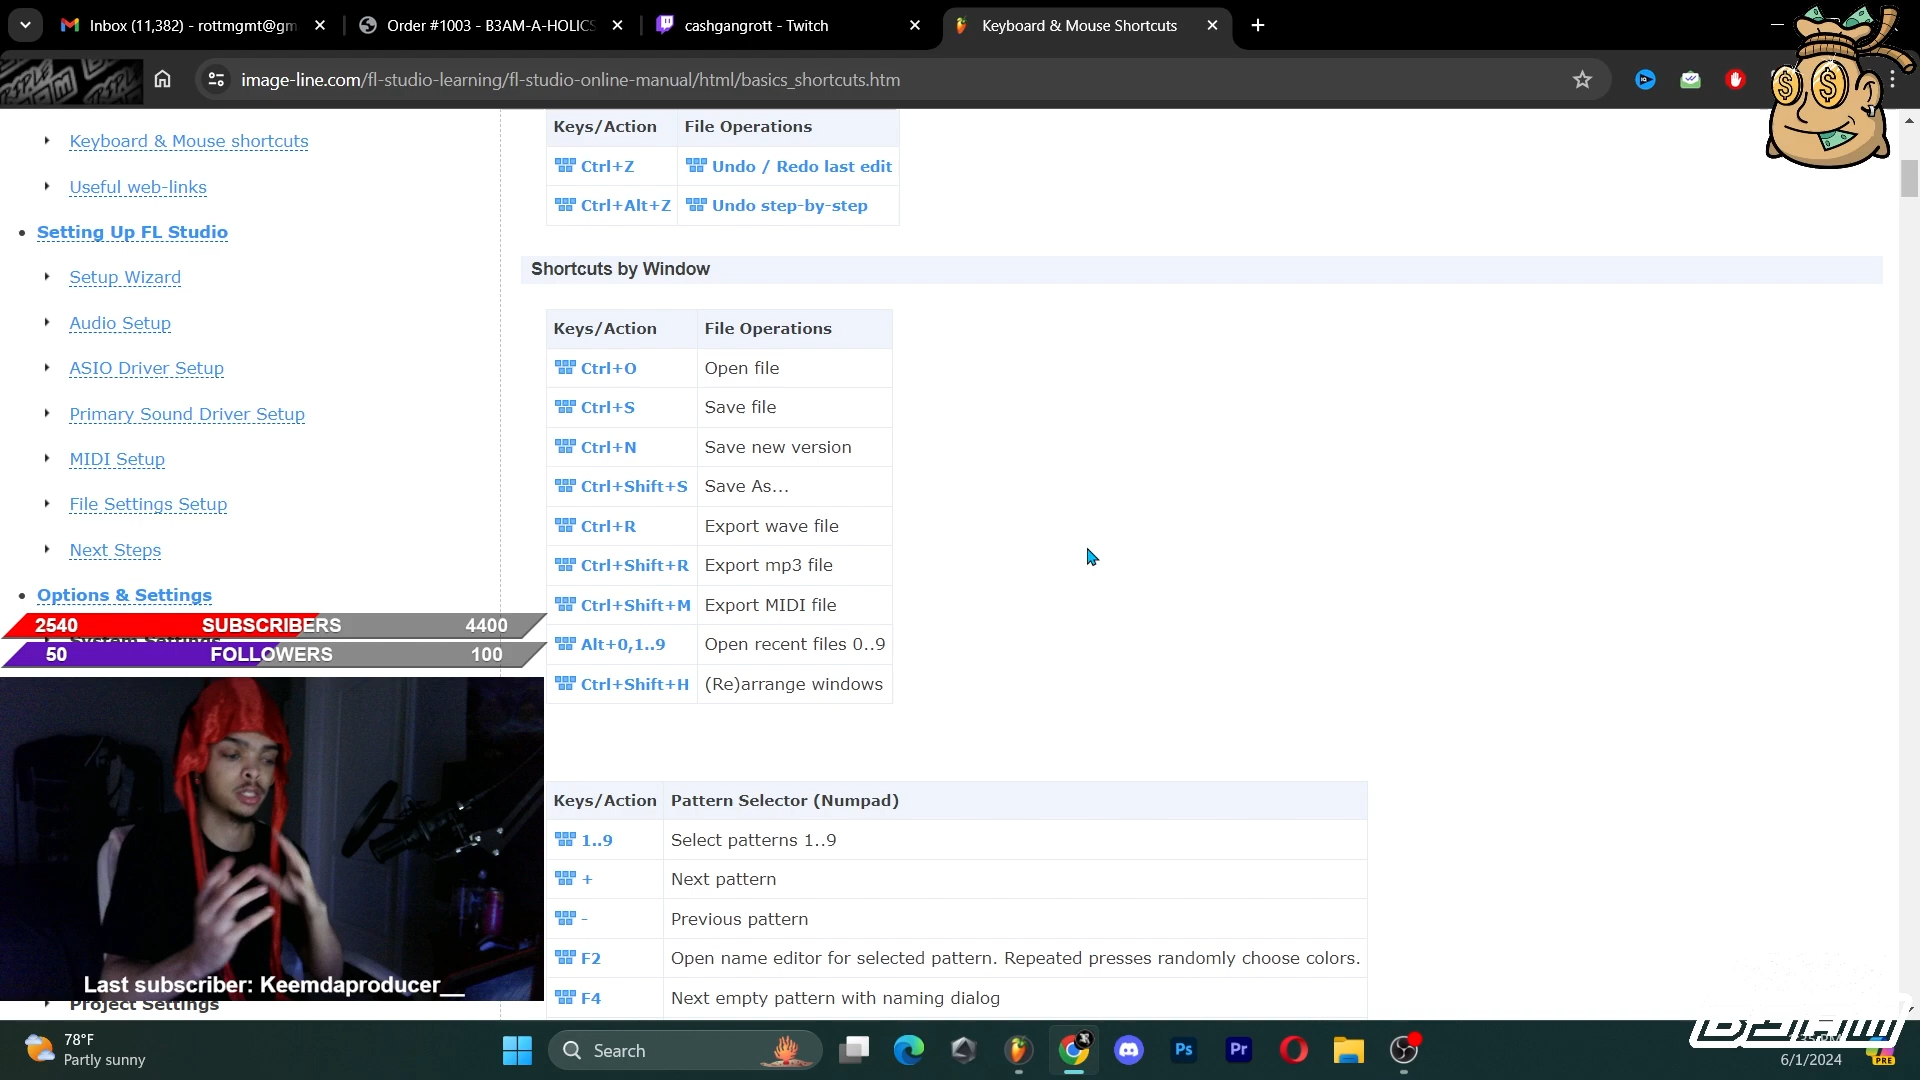 Inbox (11,382) - rottmgmt@gm
Order #1003 - B3AM-A-HOLICS
cashgangrott - Twitch
Keyboard & Mouse Shortcuts
image-line.com/fl-studio-learning/fl-studio-online-manual/html/basics_shortcuts.htm
Keyboard & Mouse shortcuts
Useful web-links
Setting Up FL Studio
Setup Wizard
Audio Setup
ASIO Driver Setup
Primary Sound Driver Setup
MIDI Setup
File Settings Setup
Next Steps
Options & Settings
System Settings
2540 SUBSCRIBERS 4400
50 FOLLOWERS 100
Last subscriber: Keemdaproducer__
Project Settings
Keys/Action File Operations
Ctrl+Z Undo / Redo last edit
Ctrl+Alt+Z Undo step-by-step
Shortcuts by Window
Keys/Action File Operations
Ctrl+O Open file
Ctrl+S Save file
Ctrl+N Save new version
Ctrl+Shift+S Save As...
Ctrl+R Export wave file
Ctrl+Shift+R Export mp3 file
Ctrl+Shift+M Export MIDI file
Alt+0,1..9 Open recent files 0..9
Ctrl+Shift+H (Re)arrange windows
Keys/Action Pattern Selector (Numpad)
1..9 Select patterns 1..9
+ Next pattern
- Previous pattern
F2 Open name editor for selected pattern. Repeated presses randomly choose colors.
F4 Next empty pattern with naming dialog
78°F
Partly sunny
Search
Ps
Pr
B3AM
6/1/2024
PRE